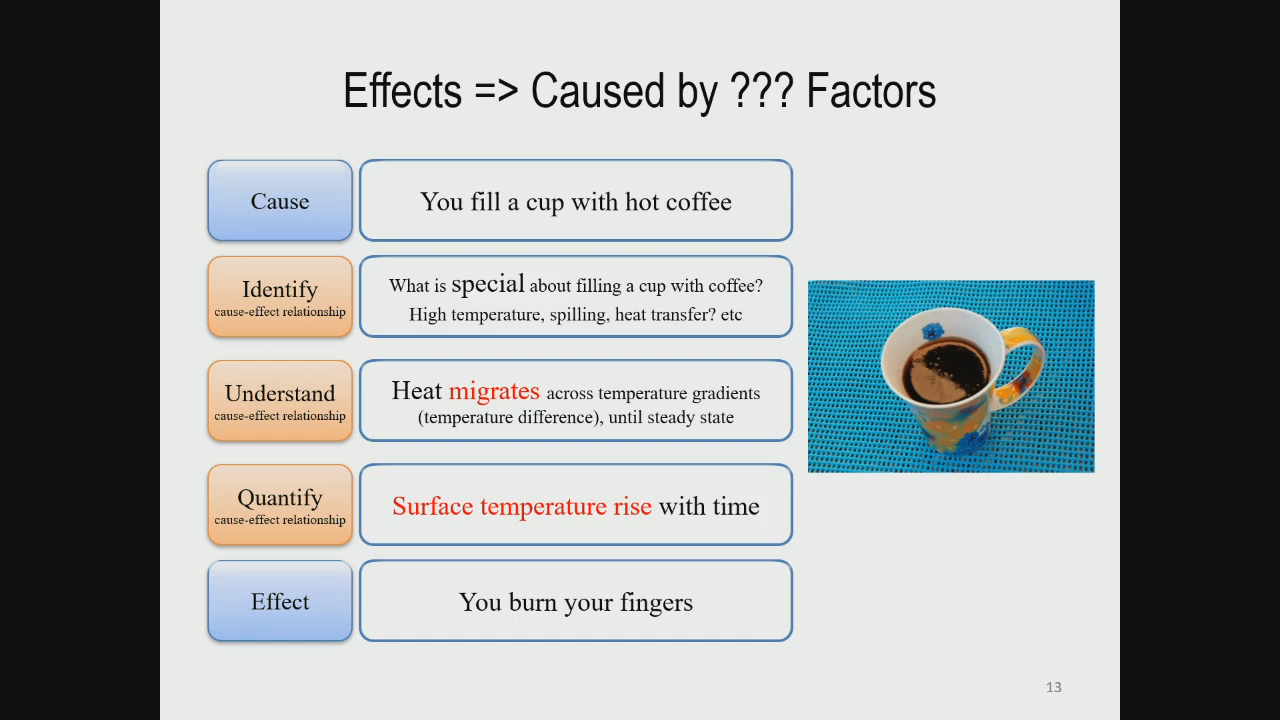 Effects => Caused by ??? Factors
Cause
You fill a cup with hot coffee
Identify
cause-effect relationship
What is special about filling a cup with coffee?
High temperature, spilling, heat transfer? etc
Understand
cause-effect relationship
Heat migrates across temperature gradients
(temperature difference), until steady state
Quantify
cause-effect relationship
Surface temperature rise with time
Effect
You burn your fingers
13